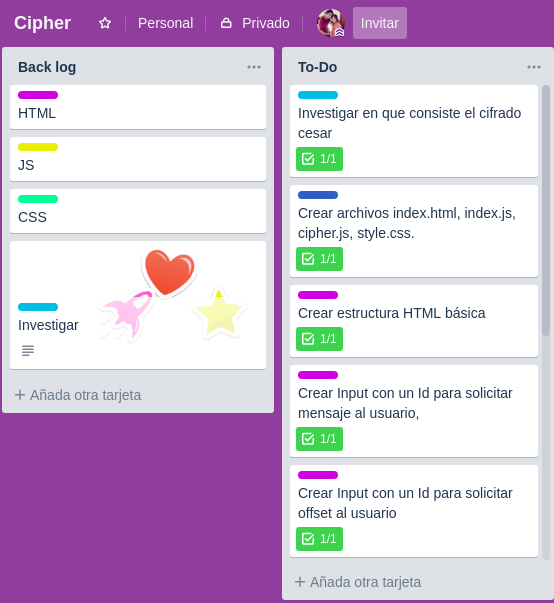 Cipher
Personal
Privado
Invitar
Back log
HTML
JS
CSS
Investigar
+ Añada otra tarjeta
To-Do
Investigar en que consiste el cifrado
cesar
1/1
Crear archivos index.html, index.js,
cipher.js, style.css.
1/1
Crear estructura HTML básica
1/1
Crear Input con un Id para solicitar
mensaje al usuario,
1/1
Crear Input con un Id para solicitar
offset al usuario
1/1
+ Añada otra tarjeta